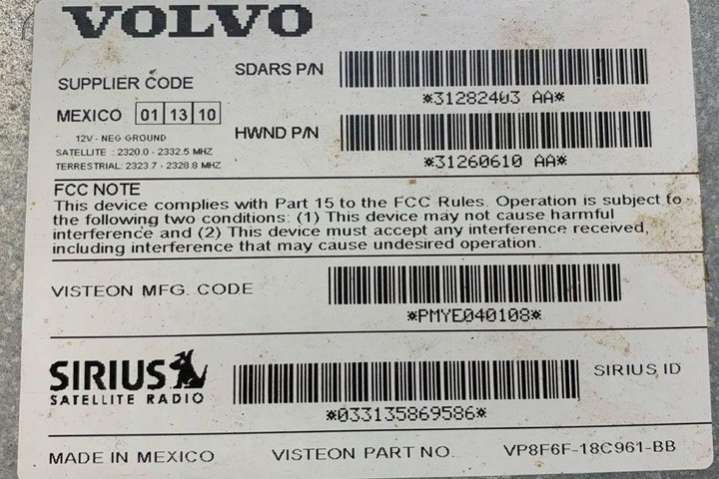 VOLVO
SUPPLIER CODE
SDARS P/N
*31282403 AA*
MEXICO 01 13 10
12V - NEG GROUND
SATELLITE : 2320.0 - 2332.5 MHZ
TERRESTRIAL: 2323.7 - 2328.8 MHZ
HWND P/N
*31260610 AA*
FCC NOTE
This device complies with Part 15 to the FCC Rules. Operation is subject to
the following two conditions: (1) This device may not cause harmful
interference and (2) This device must accept any interference received,
including interference that may cause undesired operation.
VISTEON MFG. CODE
*PMYE040108*
SIRIUS
SATELLITE RADIO
*033135869586*
SIRIUS ID
MADE IN MEXICO VISTEON PART NO. VP8F6F-18C961-BB